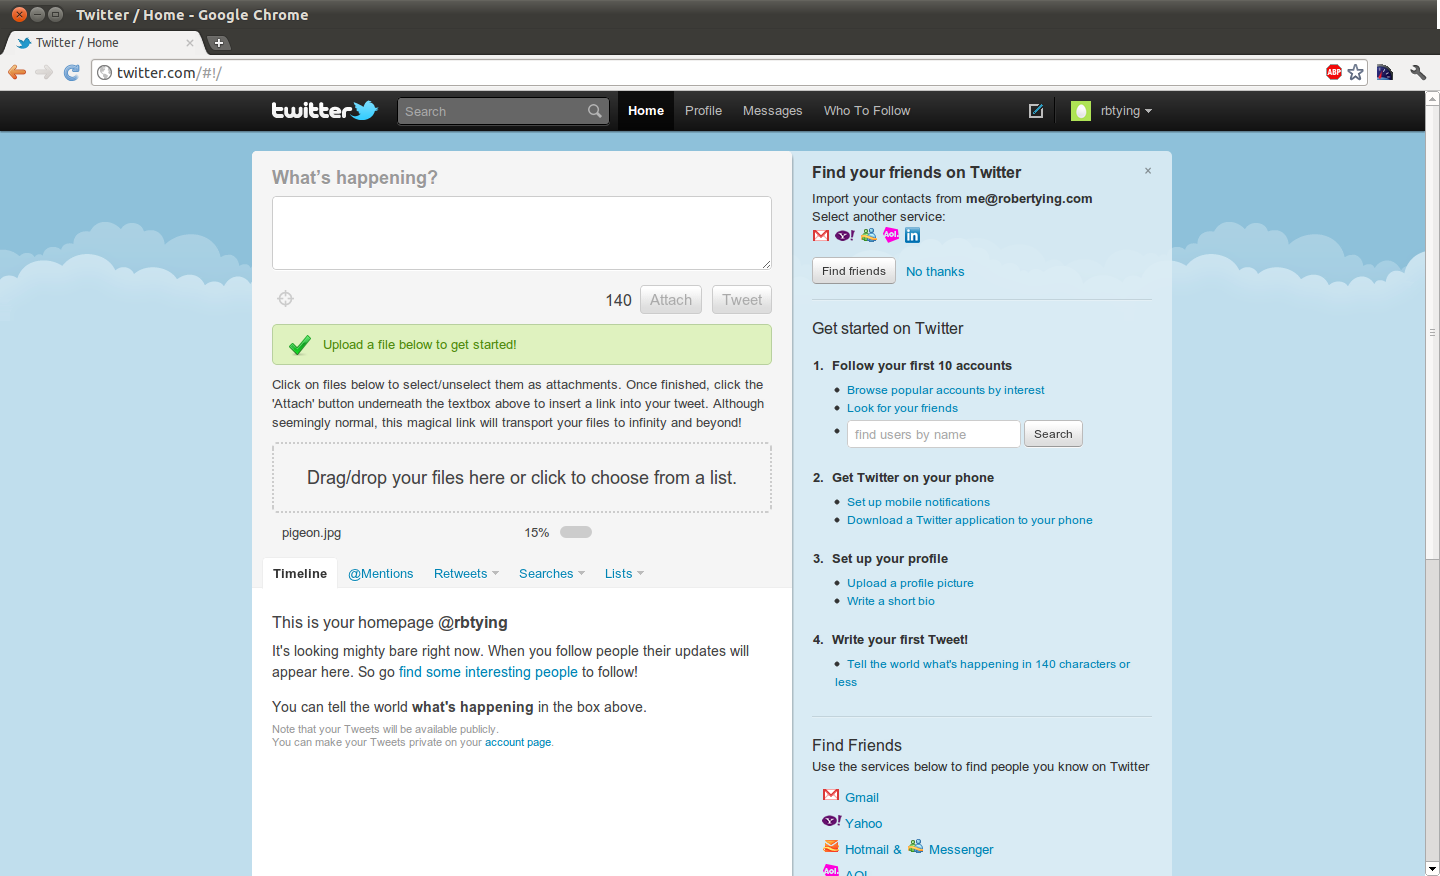 Twitter / Home - Google Chrome
Twitter / Home
twitter.com/#!/
ABP
twitter
Search
Home
Profile
Messages
Who To Follow
rbtying
What's happening?
140
Attach
Tweet
Upload a file below to get started!
Click on files below to select/unselect them as attachments. Once finished, click the
'Attach' button underneath the textbox above to insert a link into your tweet. Although
seemingly normal, this magical link will transport your files to infinity and beyond!
Drag/drop your files here or click to choose from a list.
pigeon.jpg
15%
Timeline
@Mentions
Retweets
Searches
Lists
This is your homepage @rbtying
It's looking mighty bare right now. When you follow people their updates will
appear here. So go find some interesting people to follow!
You can tell the world what's happening in the box above.
Note that your Tweets will be available publicly.
You can make your Tweets private on your account page.
Find your friends on Twitter
×
Import your contacts from me@robertying.com
Select another service:
Y! Aol. in
Find friends
No thanks
Get started on Twitter
1. Follow your first 10 accounts
• Browse popular accounts by interest
• Look for your friends
• find users by name
Search
2. Get Twitter on your phone
• Set up mobile notifications
• Download a Twitter application to your phone
3. Set up your profile
• Upload a profile picture
• Write a short bio
4. Write your first Tweet!
• Tell the world what's happening in 140 characters or
less
Find Friends
Use the services below to find people you know on Twitter
Gmail
Y! Yahoo
Hotmail & Messenger
Aol. AOL